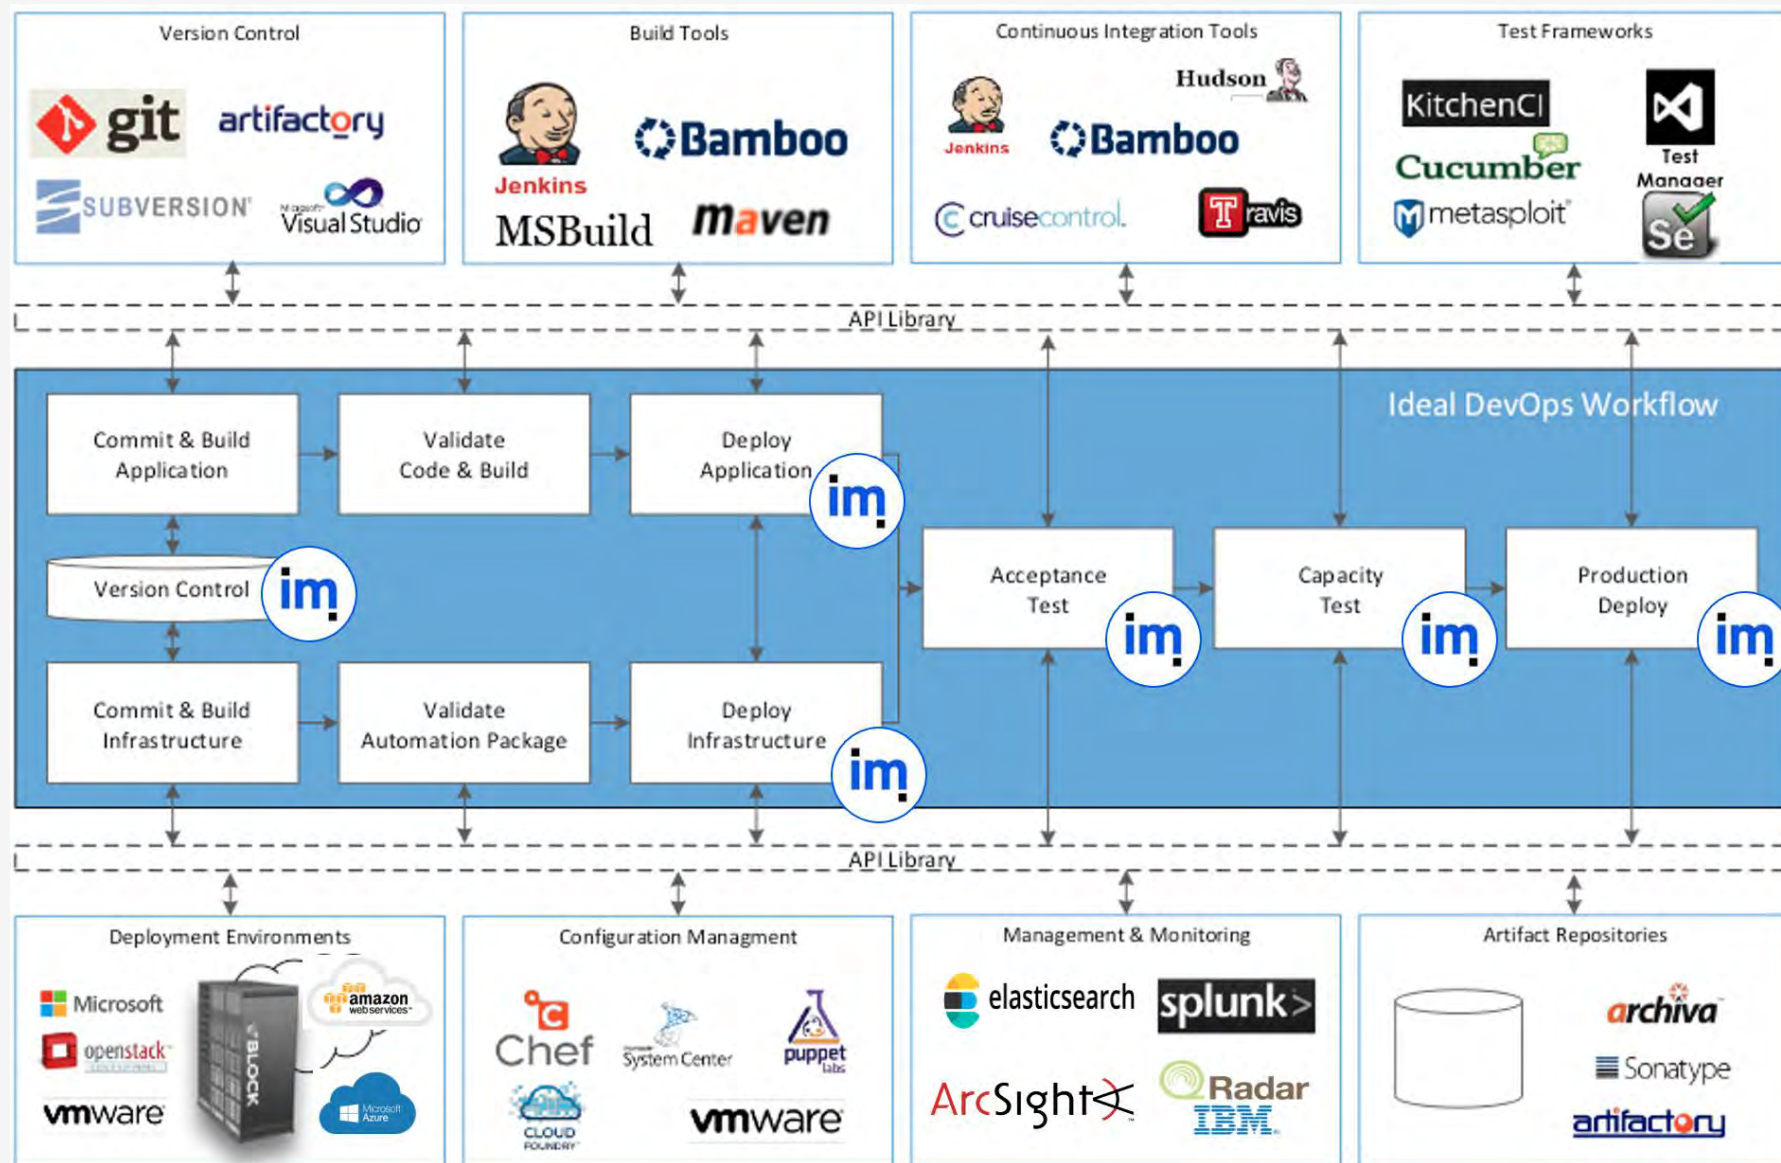 Version Control
git
artifactory
SUBVERSION
Microsoft
Visual Studio
Build Tools
Jenkins
Bamboo
MSBuild
maven
Continuous Integration Tools
Jenkins
Hudson
Bamboo
cruisecontrol.
Travis
Test Frameworks
KitchenCI
Cucumber
metasploit
Test
Manager
Se
API Library
Ideal DevOps Workflow
Commit & Build
Application
Validate
Code & Build
Deploy
Application
im
Version Control
im
Acceptance
Test
im
Capacity
Test
im
Production
Deploy
im
Commit & Build
Infrastructure
Validate
Automation Package
Deploy
Infrastructure
im
API Library
Deployment Environments
Microsoft
openstack
vmware
VBLOCK
amazon
webservices
Microsoft
Azure
Configuration Managment
Chef
System Center
puppet
labs
CLOUD
FOUNDRY
vmware
Management & Monitoring
elasticsearch
splunk>
ArcSight
QRadar
IBM
Artifact Repositories
archiva
Sonatype
artifactory